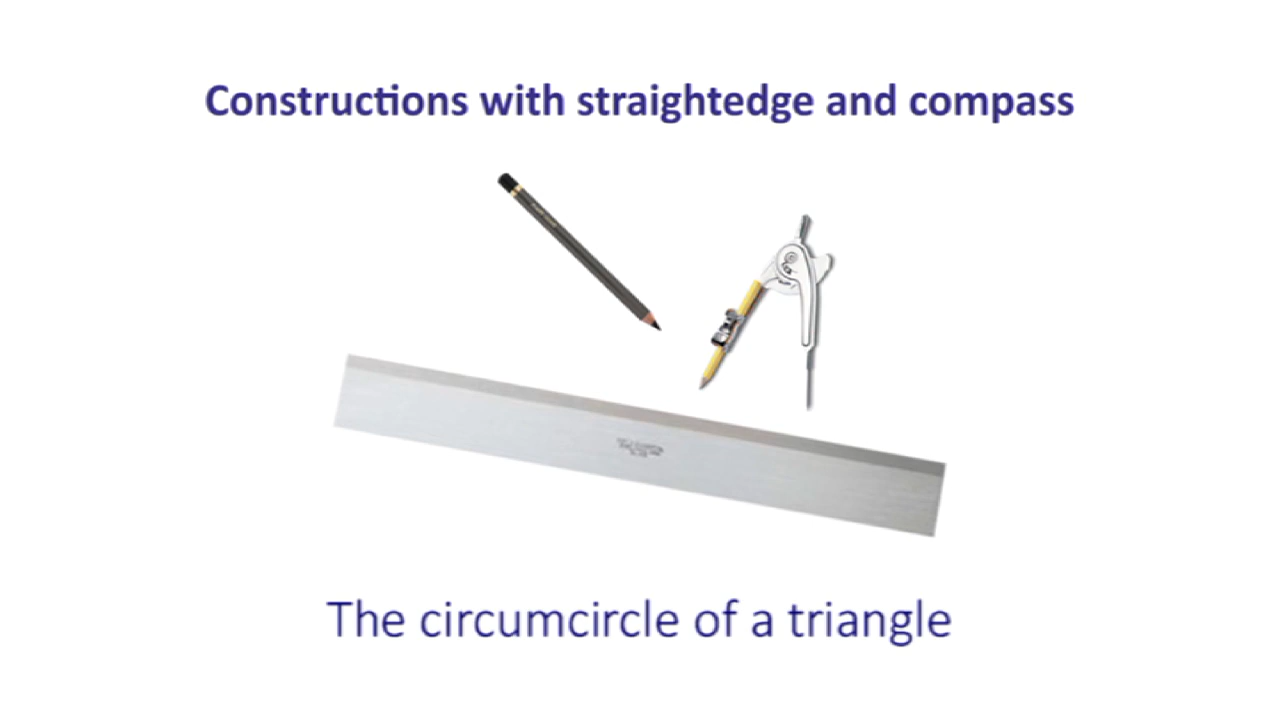 Constructions with straightedge and compass
The circumcircle of a triangle